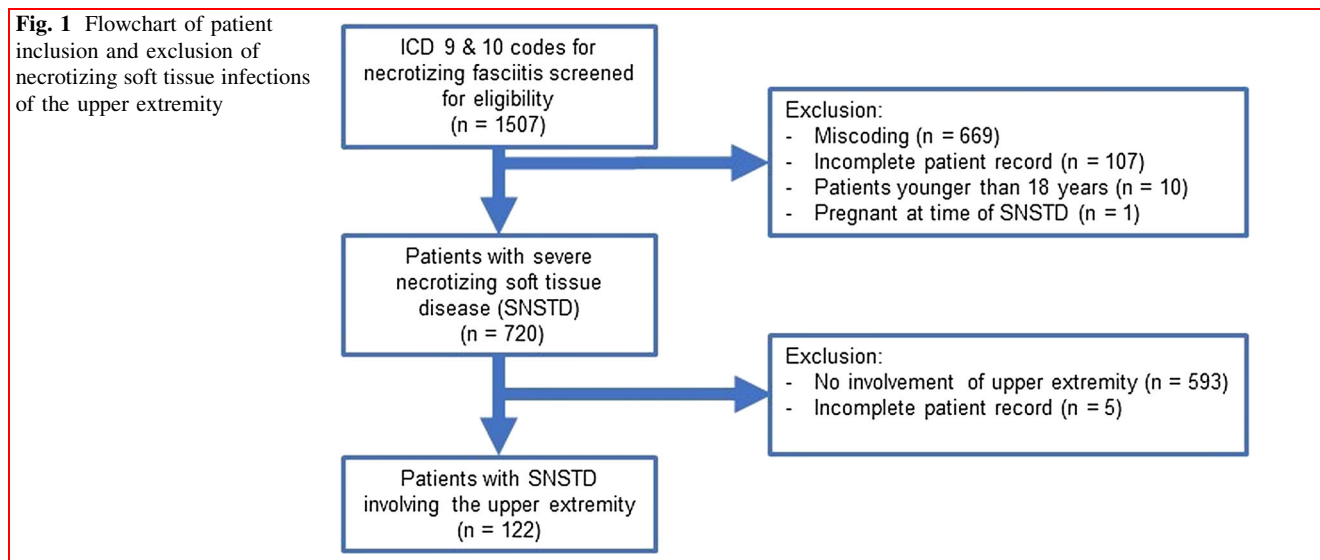 Fig. 1 Flowchart of patient
inclusion and exclusion of
necrotizing soft tissue infections
of the upper extremity
ICD 9 & 10 codes for
necrotizing fasciitis screened
for eligibility
(n = 1507)
Exclusion:
- Miscoding (n = 669)
- Incomplete patient record (n = 107)
- Patients younger than 18 years (n = 10)
- Pregnant at time of SNSTD (n = 1)
Patients with severe
necrotizing soft tissue
disease (SNSTD)
(n = 720)
Exclusion:
- No involvement of upper extremity (n = 593)
- Incomplete patient record (n = 5)
Patients with SNSTD
involving the upper extremity
(n = 122)